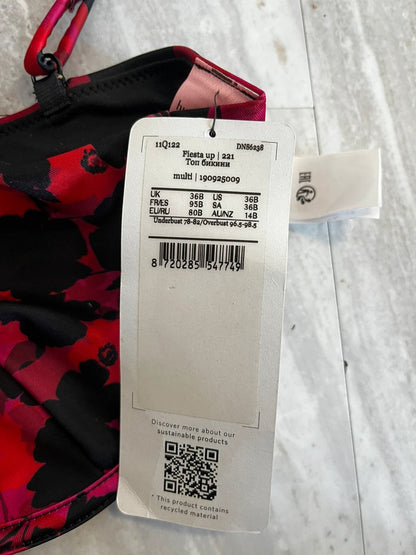 11Q122 DNS6238
Fiesta up | 221
Топ бикини
multi | 190925009
UK 36B US 36B
FR/ES 95B SA 36B
EU/RU 80B AU/NZ 14B
Underbust 78-82/Overbust 96.5-98.5
8 720285 547749
Discover more about our
sustainable products
* This product contains
recycled material
EAC